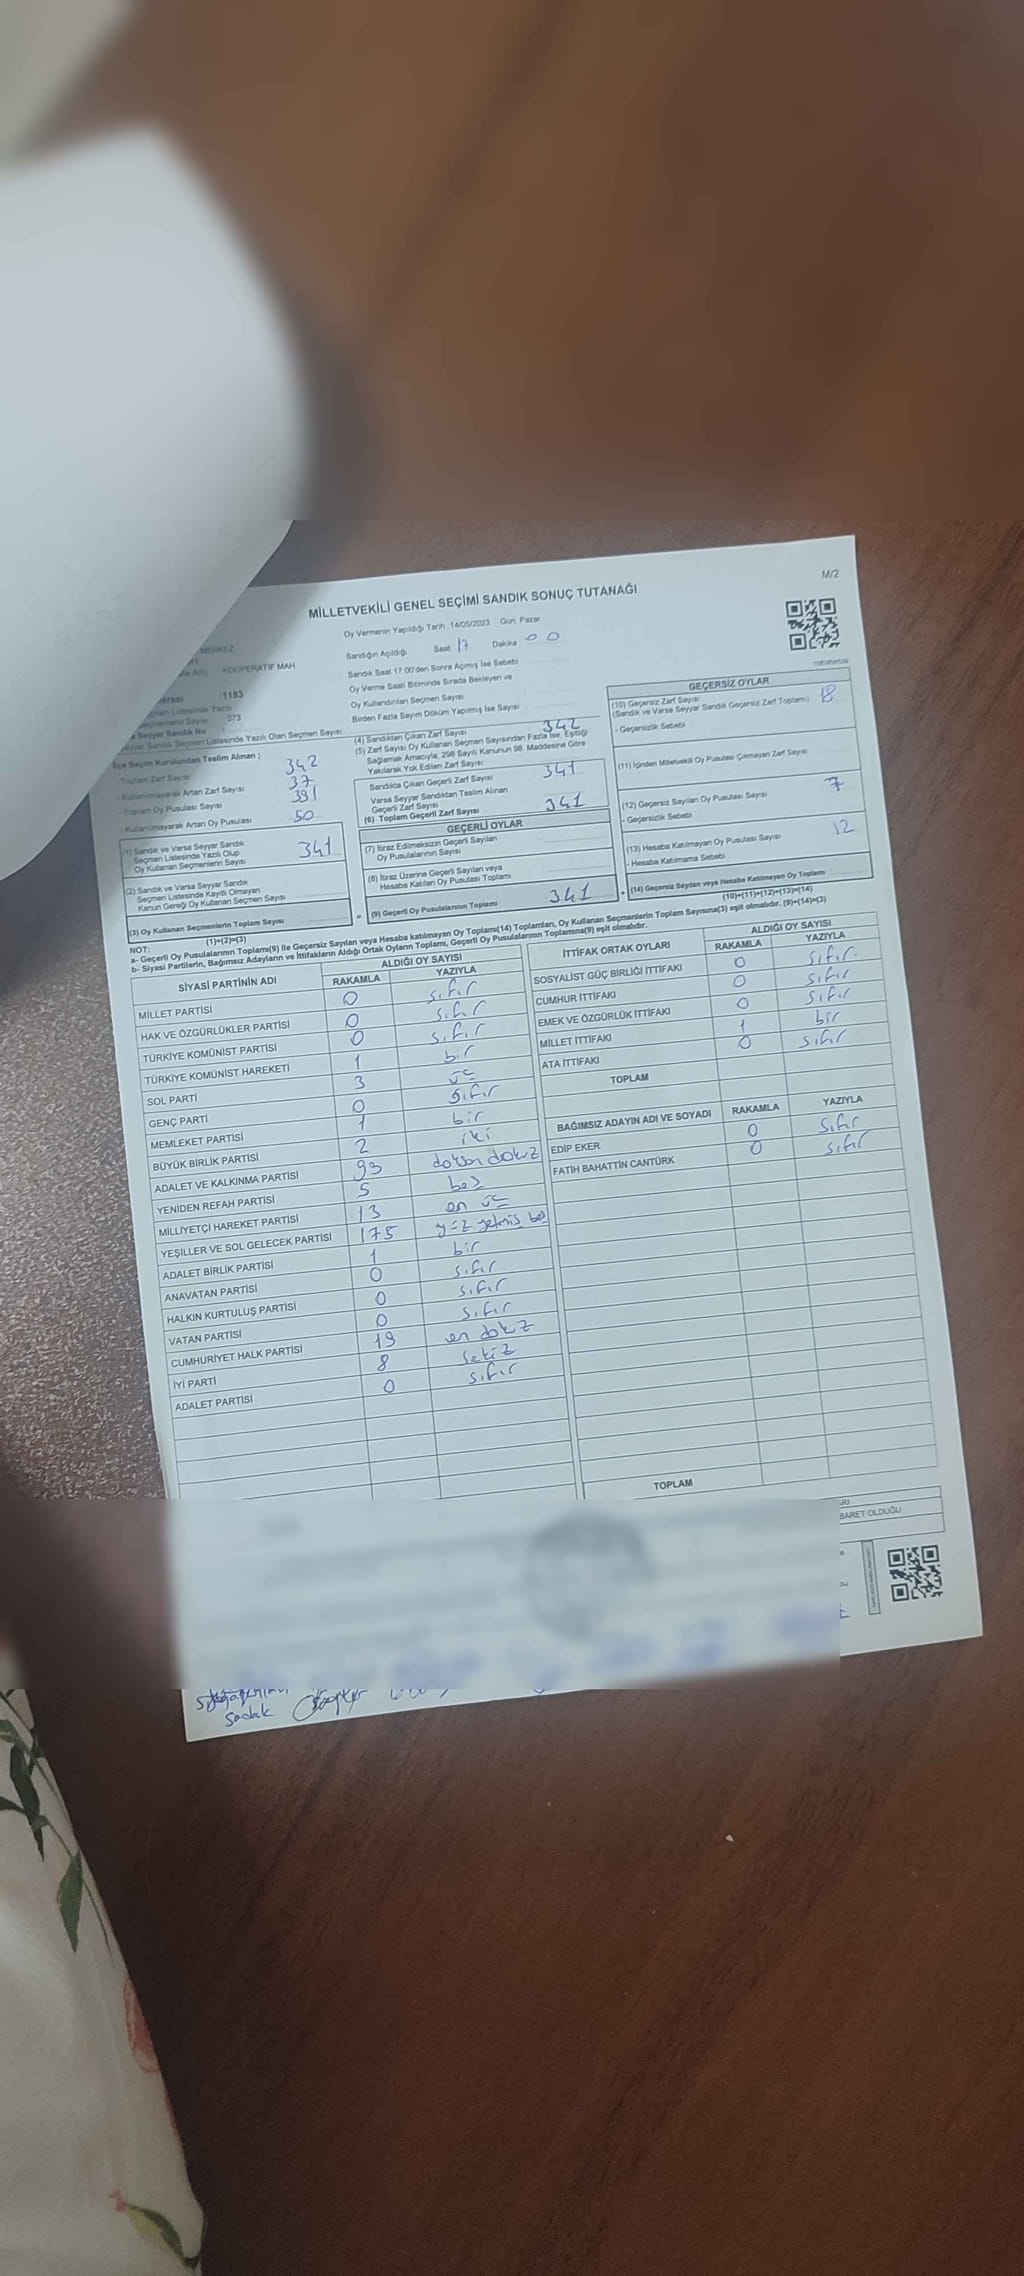 M/2
MİLLETVEKİLİ GENEL SEÇİMİ SANDIK SONUÇ TUTANAĞI
MERKEZ
KOOPERATİF MAH
:1183
373
Seyyar Sandık No
Seyyar Sandık Seçmen Listesinde Yazılı Olan Seçmen Sayısı:
İlçe Seçim Kurulundan Teslim Alınan ;
- Toplam Zarf Sayısı 342
- Kullanılmayarak Artan Zarf Sayısı 37
- Toplam Oy Pusulası Sayısı 391
- Kullanılmayarak Artan Oy Pusulası 50
(1) Sandık ve Varsa Seyyar Sandık
Seçmen Listesinde Yazılı Olup
Oy Kullanan Seçmenlerin Sayısı 341
(2) Sandık ve Varsa Seyyar Sandık
Seçmen Listesinde Kayıtlı Olmayan
Kanun Gereği Oy Kullanan Seçmen Sayısı
(3) Oy Kullanan Seçmenlerin Toplam Sayısı
(1)+(2)=(3)
Oy Vermenin Yapıldığı Tarih 14/05/2023 Gün Pazar
Sandığın Açıldığı Saat 17 Dakika 00
Sandık Saat 17:00'den Sonra Açımış İse Sebebi
Oy Verme Saati Bitiminde Sırada Bekleyen ve
Oy Kullandırılan Seçmen Sayısı
Birden Fazla Sayım Döküm Yapılmış İse Sayısı
(4) Sandıktan Çıkan Zarf Sayısı 342
(5) Zarf Sayısı Oy Kullanan Seçmen Sayısından Fazla İse, Eşitliği
Sağlamak Amacıyla, 298 Sayılı Kanunun 98. Maddesine Göre
Yakılarak Yok Edilen Zarf Sayısı
Sandıkda Çıkan Geçerli Zarf Sayısı 341
Varsa Seyyar Sandıktan Teslim Alınan
Geçerli Zarf Sayısı
(6) Toplam Geçerli Zarf Sayısı 341
GEÇERLİ OYLAR
(7) İtiraz Edilmeksizin Geçerli Sayılan
Oy Pusulalarının Sayısı
(8) İtiraz Üzerine Geçerli Sayılan veya
Hesaba Katılan Oy Pusulası Toplamı
= (9) Geçerli Oy Pusulalarının Toplamı 341 +
GEÇERSİZ OYLAR
(10) Geçersiz Zarf Sayısı 18
(Sandık ve Varsa Seyyar Sandık Geçersiz Zarf Toplamı)
- Geçersizlik Sebebi
(11) İçinden Milletvekili Oy Pusulası Çıkmayan Zarf Sayısı
(12) Geçersiz Sayılan Oy Pusulası Sayısı 7
- Geçersizlik Sebebi
(13) Hesaba Katılmayan Oy Pusulası Sayısı 12
- Hesaba Katılmama Sebebi
(14) Geçersiz Sayılan veya Hesaba Katılmayan Oy Toplamı
(10)+(11)+(12)+(13)=(14)
NOT:
a- Geçerli Oy Pusulalarının Toplamı(9) İle Geçersiz Sayılan veya Hesaba katılmayan Oy Toplamı(14) Toplamları, Oy Kullanan Seçmenlerin Toplam Sayısına(3) eşit olmalıdır. (9)+(14)=(3)
b- Siyasi Partilerin, Bağımsız Adayların ve İttifakların Aldığı Ortak Oyların Toplamı, Geçerli Oy Pusulalarının Toplamına(9) eşit olmalıdır.
SİYASİ PARTİNİN ADI ALDIĞI OY SAYISI
RAKAMLA YAZIYLA
MİLLET PARTİSİ 0 sıfır
HAK VE ÖZGÜRLÜKLER PARTİSİ 0 sıfır
TÜRKİYE KOMÜNİST PARTİSİ 0 sıfır
TÜRKİYE KOMÜNİST HAREKETİ 1 bir
SOL PARTİ 3 üç
GENÇ PARTİ 0 sıfır
MEMLEKET PARTİSİ 1 bir
BÜYÜK BİRLİK PARTİSİ 2 iki
ADALET VE KALKINMA PARTİSİ 99 doksan dokuz
YENİDEN REFAH PARTİSİ 5 beş
MİLLİYETÇİ HAREKET PARTİSİ 13 on üç
YEŞİLLER VE SOL GELECEK PARTİSİ 175 yüz yetmiş beş
ADALET BİRLİK PARTİSİ 1 bir
ANAVATAN PARTİSİ 0 sıfır
HALKIN KURTULUŞ PARTİSİ 0 sıfır
VATAN PARTİSİ 0 sıfır
CUMHURİYET HALK PARTİSİ 19 on dokuz
İYİ PARTİ 8 sekiz
ADALET PARTİSİ 0 sıfır
İTTİFAK ORTAK OYLARI ALDIĞI OY SAYISI
RAKAMLA YAZIYLA
SOSYALİST GÜÇ BİRLİĞİ İTTİFAKI 0 sıfır
CUMHUR İTTİFAKI 0 sıfır
EMEK VE ÖZGÜRLÜK İTTİFAKI 0 sıfır
MİLLET İTTİFAKI 1 bir
ATA İTTİFAKI 0 sıfır
TOPLAM
BAĞIMSIZ ADAYIN ADI VE SOYADI RAKAMLA YAZIYLA
EDİP EKER 0 sıfır
FATİH BAHATTİN CANTÜRK 0 sıfır
TOPLAM
BARET OLDUĞU